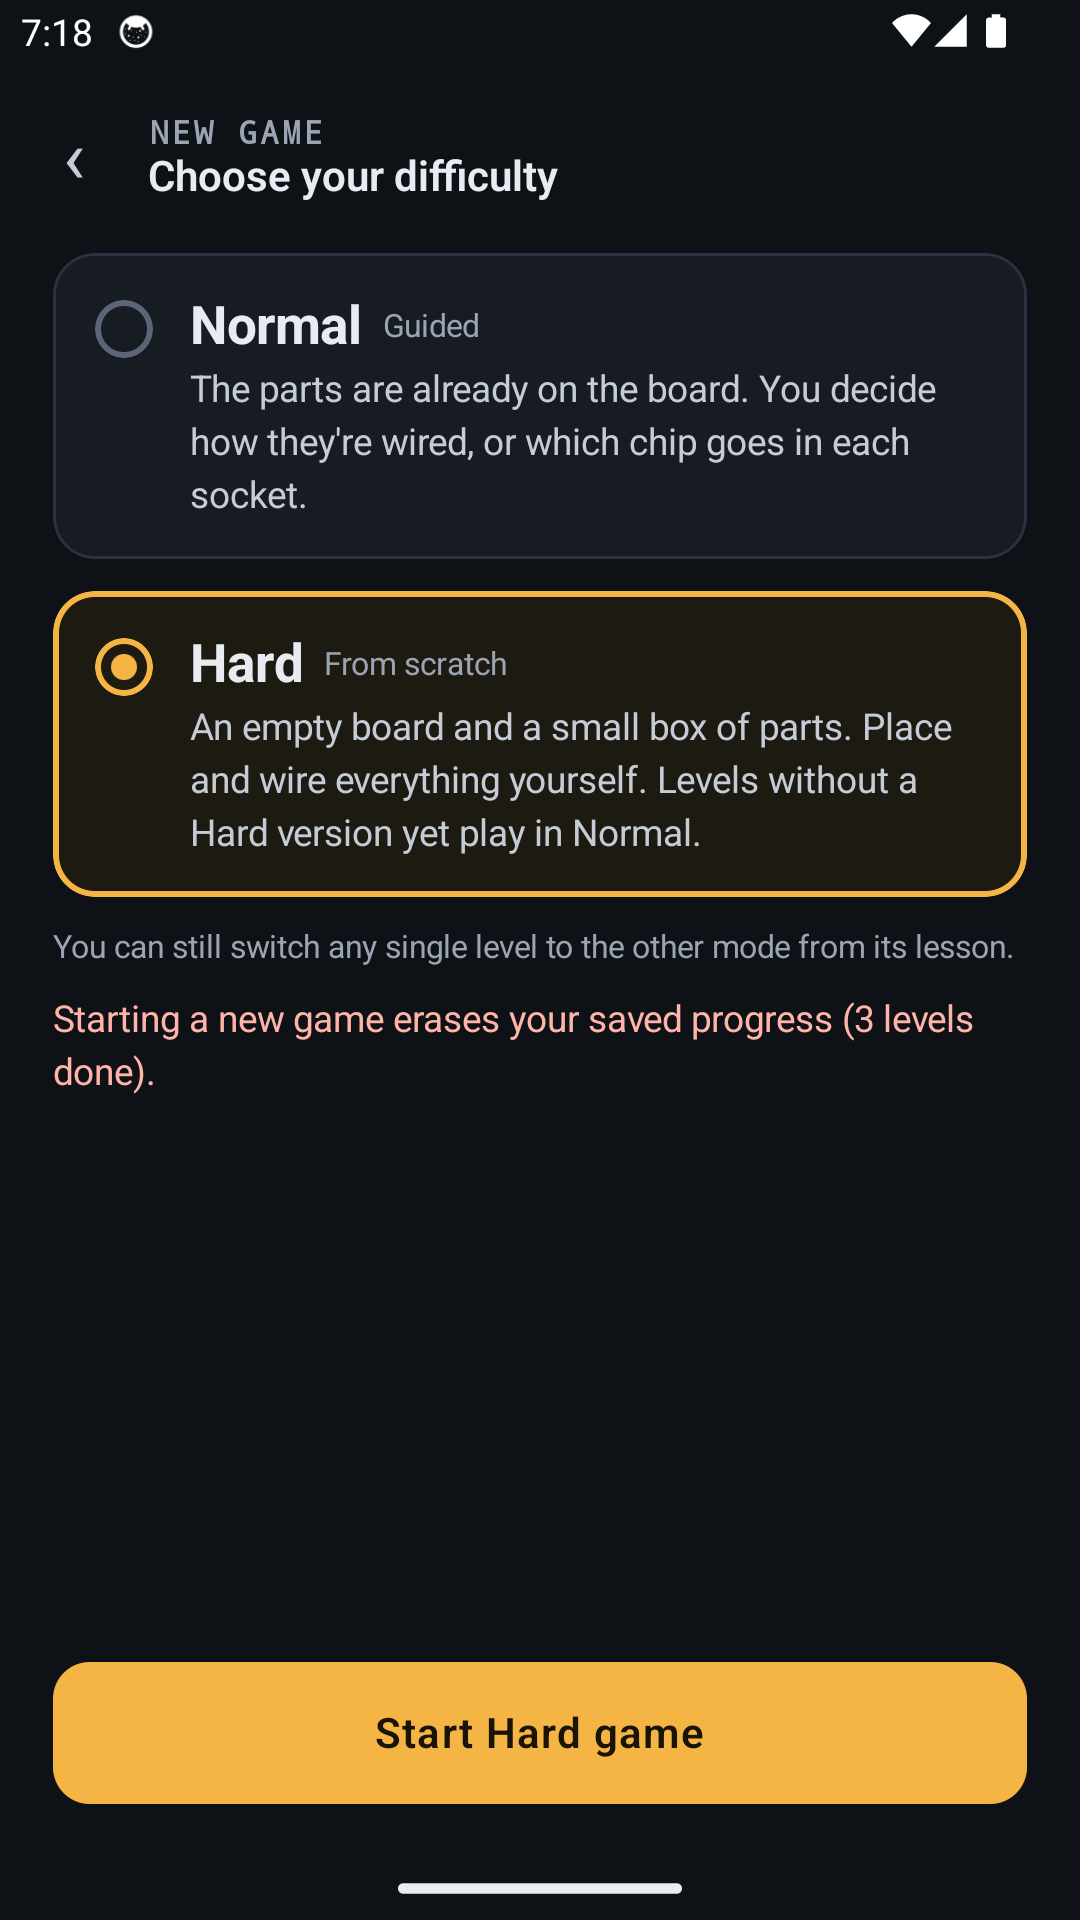 7:18
NEW GAME
Choose your difficulty
Normal Guided
The parts are already on the board. You decide
how they're wired, or which chip goes in each
socket.
Hard From scratch
An empty board and a small box of parts. Place
and wire everything yourself. Levels without a
Hard version yet play in Normal.
You can still switch any single level to the other mode from its lesson.
Starting a new game erases your saved progress (3 levels
done).
Start Hard game